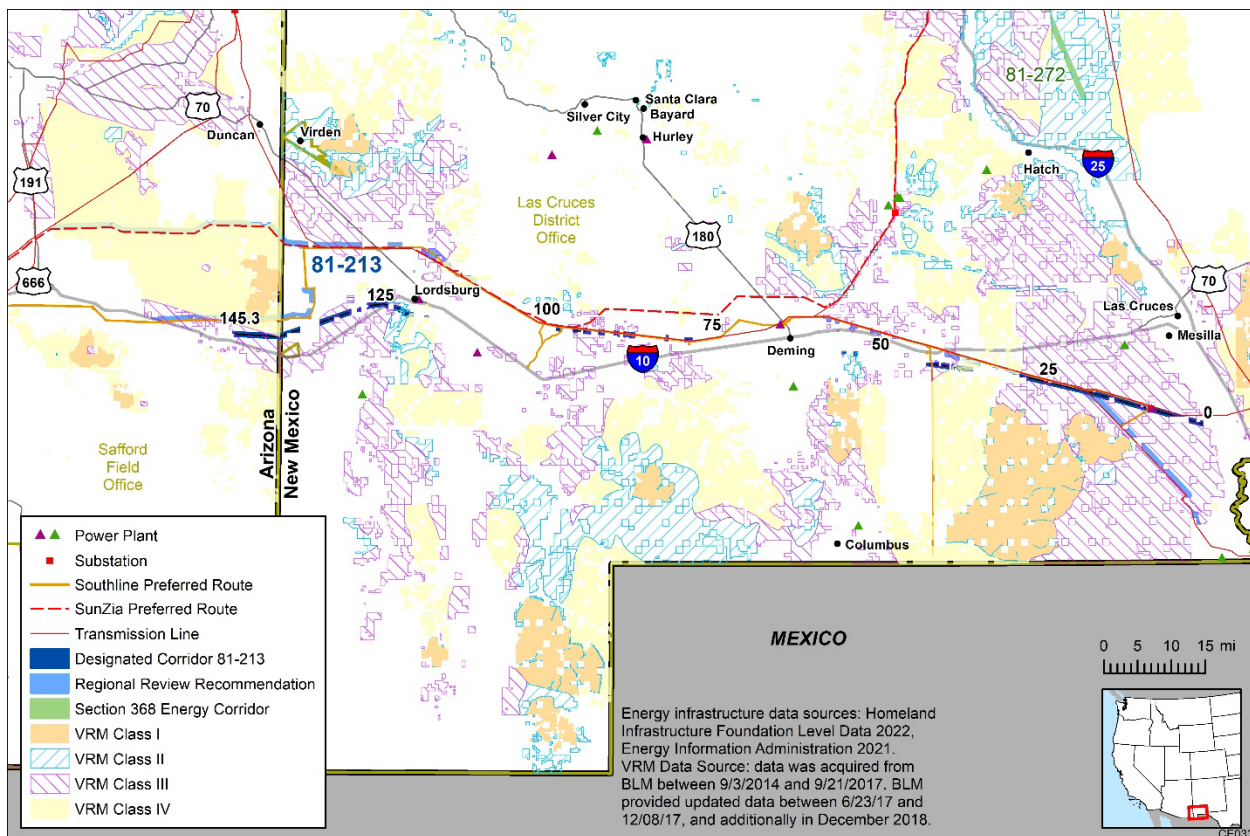 81-272
70
Santa Clara
Bayard
Silver City
Hurley
Duncan
Virden
25
Hatch
191
Las Cruces
District
Office
180
666
81-213
70
125
Lordsburg
145.3
100
75
Las Cruces
Mesilla
10
Deming
50
25
0
Arizona
New Mexico
Safford
Field
Office
Columbus
MEXICO
0 5 10 15 mi
Power Plant
Substation
Southline Preferred Route
SunZia Preferred Route
Transmission Line
Designated Corridor 81-213
Regional Review Recommendation
Section 368 Energy Corridor
VRM Class I
VRM Class II
VRM Class III
VRM Class IV
Energy infrastructure data sources: Homeland
Infrastructure Foundation Level Data 2022,
Energy Information Administration 2021.
VRM Data Source: data was acquired from
BLM between 9/3/2014 and 9/21/2017. BLM
provided updated data between 6/23/17 and
12/08/17, and additionally in December 2018.